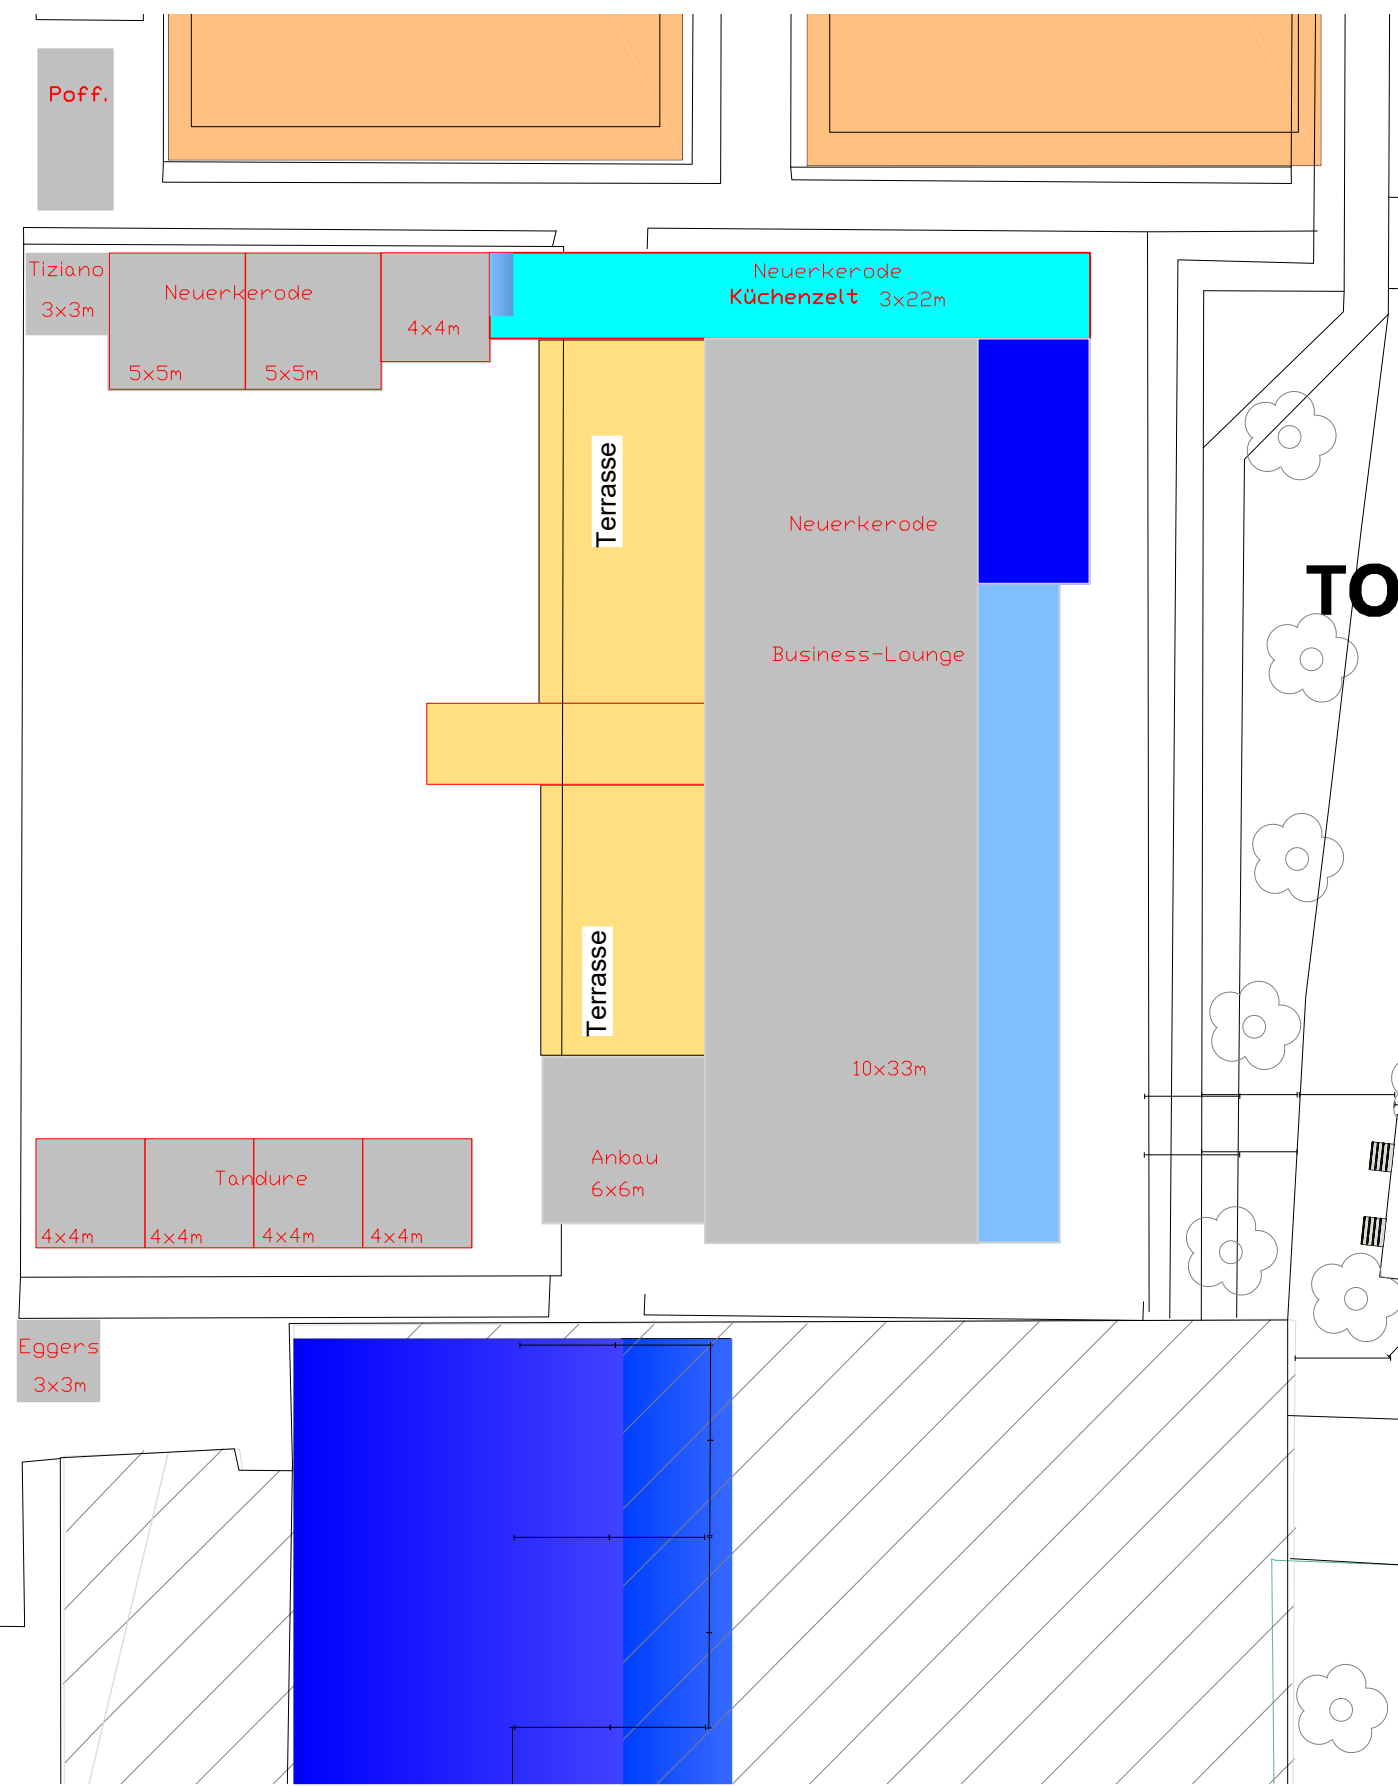 Poff.
Tiziano
3x3m
Neuerkerode
5x5m
5x5m
4x4m
Neuerkerode
Küchenzelt 3x22m
Terrasse
Neuerkerode
Business-Lounge
TO
Terrasse
10x33m
Anbau
6x6m
Tandure
4x4m
4x4m
4x4m
4x4m
Eggers
3x3m